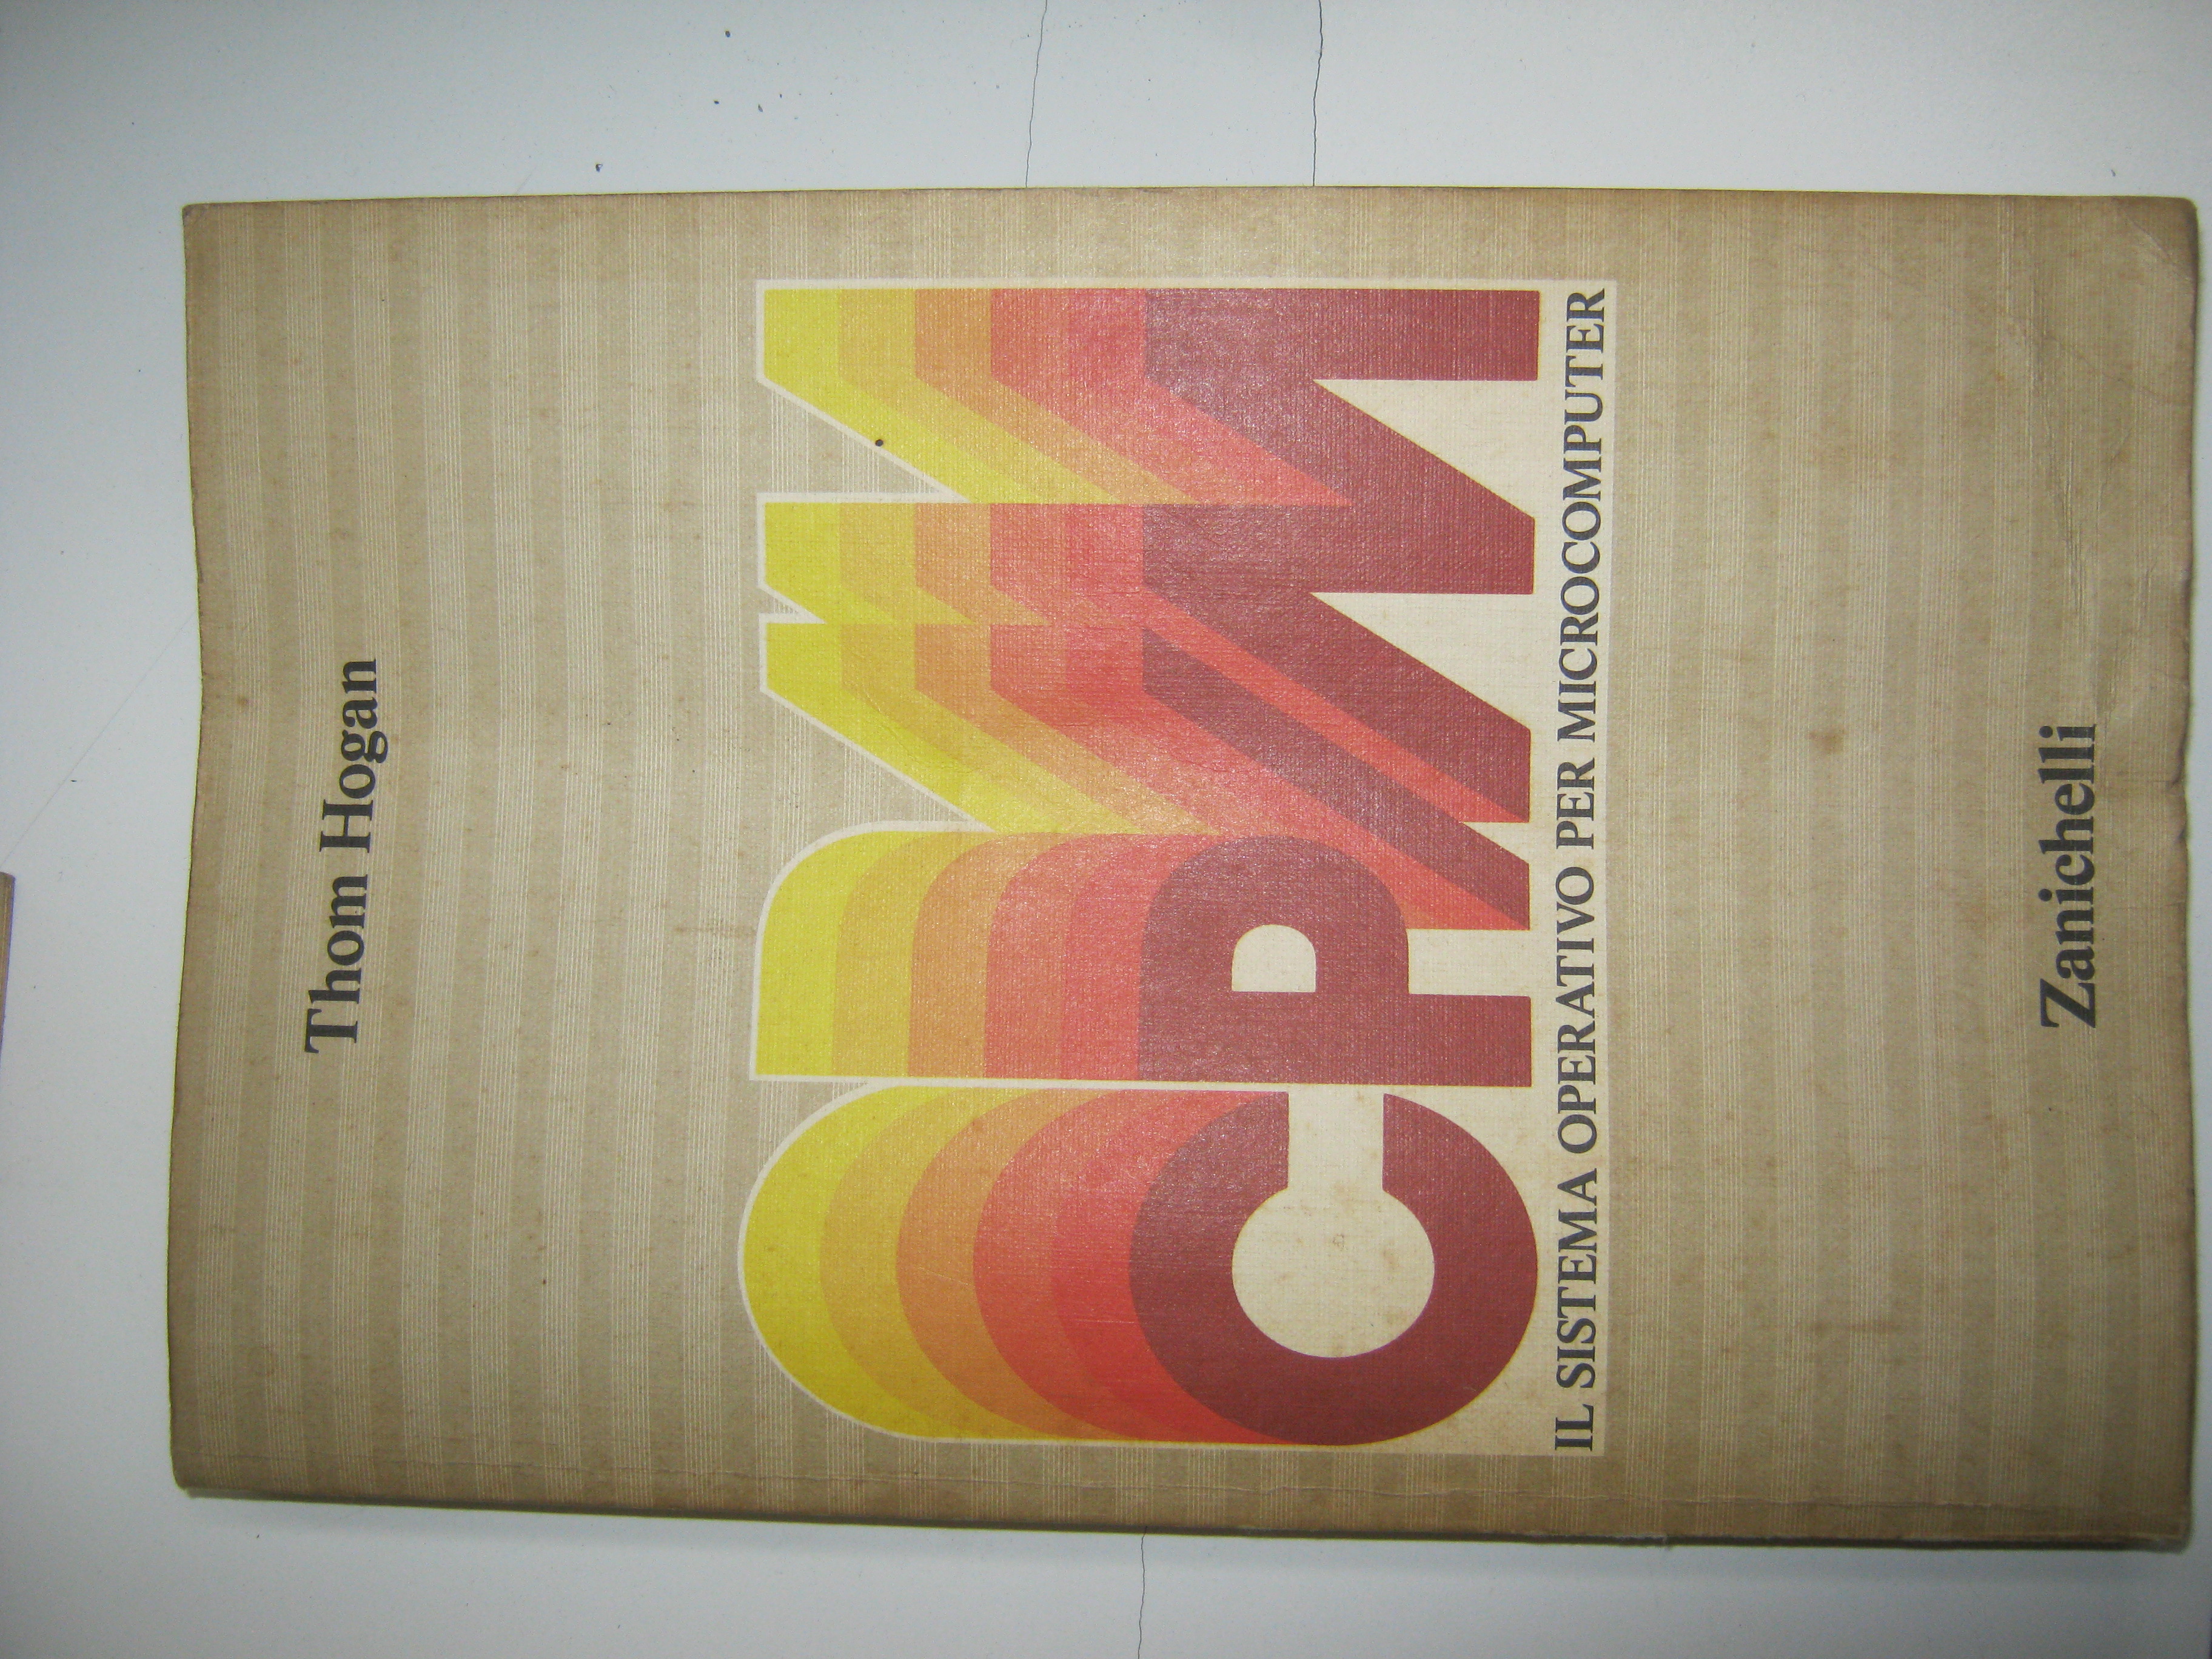 Thom Hogan
CP/M
IL SISTEMA OPERATIVO PER MICROCOMPUTER
Zanichelli